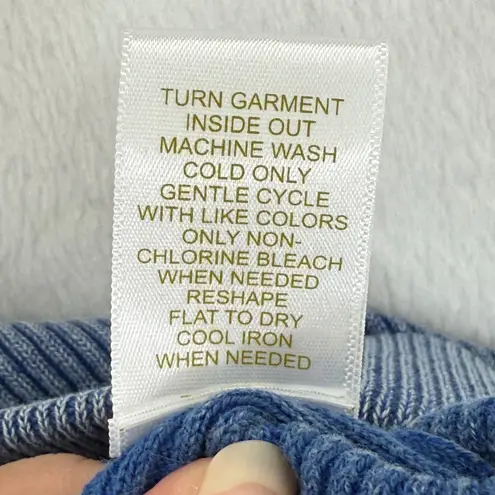 TURN GARMENT
INSIDE OUT
MACHINE WASH
COLD ONLY
GENTLE CYCLE
WITH LIKE COLORS
ONLY NON-
CHLORINE BLEACH
WHEN NEEDED
RESHAPE
FLAT TO DRY
COOL IRON
WHEN NEEDED